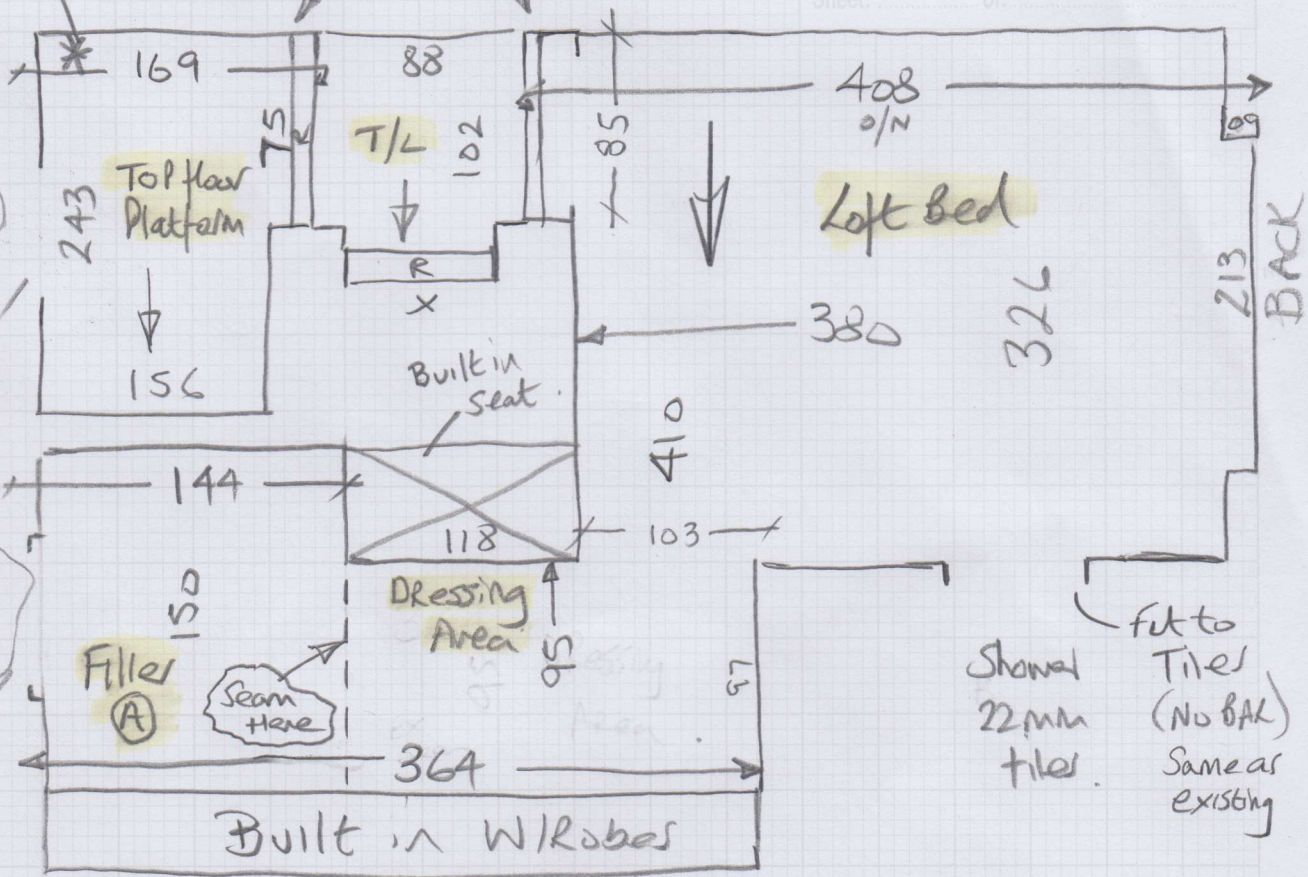 Sheet:
169
88
408
O/N
09
75
T/L
102
85
Top floor
Platform
243
Loft Bed
R
X
213
BACK
380
326
156
Built in
seat
410
144
118
103
150
Dressing
Area
95
Filler
A
Seam
Here
Shower
22mm
tiles
fit to
Tiles
(No BAR)
Same as
existing
364
Built in W/Robes